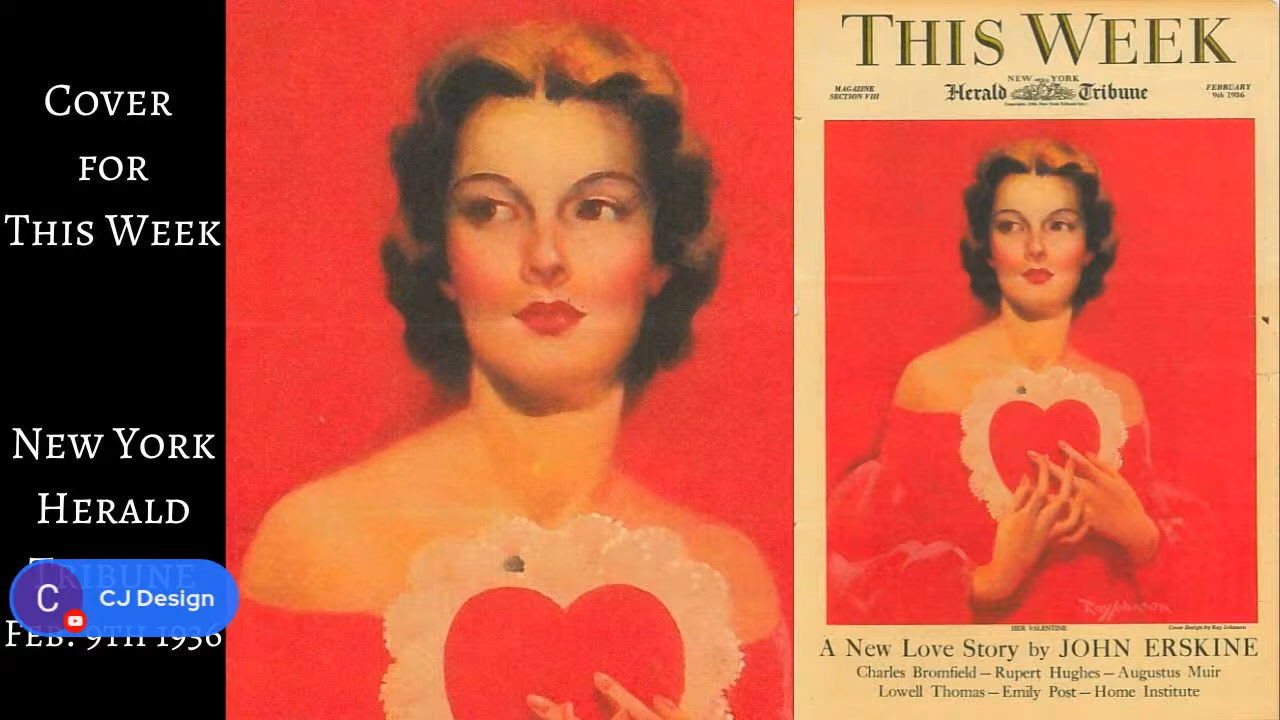 Cover
for
This Week
New York
Herald
Tribune
Feb. 9th 1936
C
CJ Design
This Week
MAGAZINE
SECTION VIII
NEW YORK
Herald Tribune
FEBRUARY
9th 1936
Ray Johnson
HER VALENTINE
Cover Design by Ray Johnson
A New Love Story by JOHN ERSKINE
Charles Bromfield — Rupert Hughes — Augustus Muir
Lowell Thomas — Emily Post — Home Institute